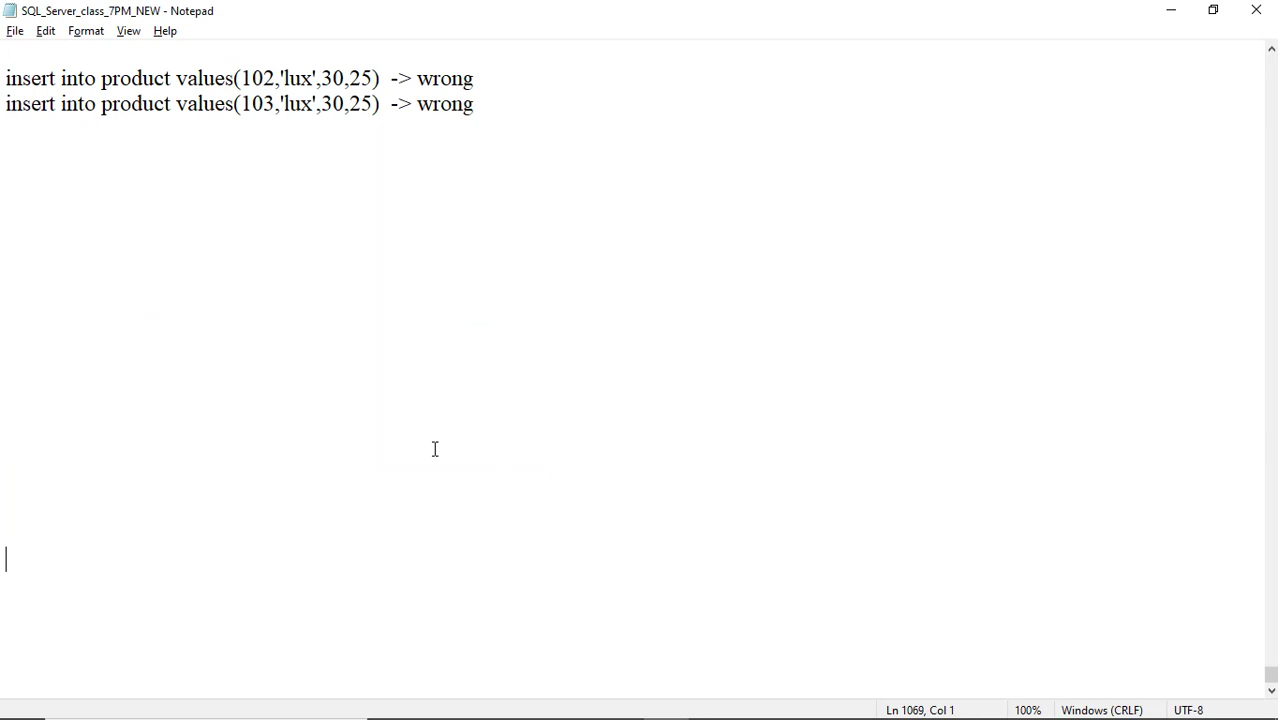 SQL_Server_class_7PM_NEW - Notepad
File Edit Format View Help
insert into product values(102,'lux',30,25) -> wrong
insert into product values(103,'lux',30,25) -> wrong
Ln 1069, Col 1 100% Windows (CRLF) UTF-8